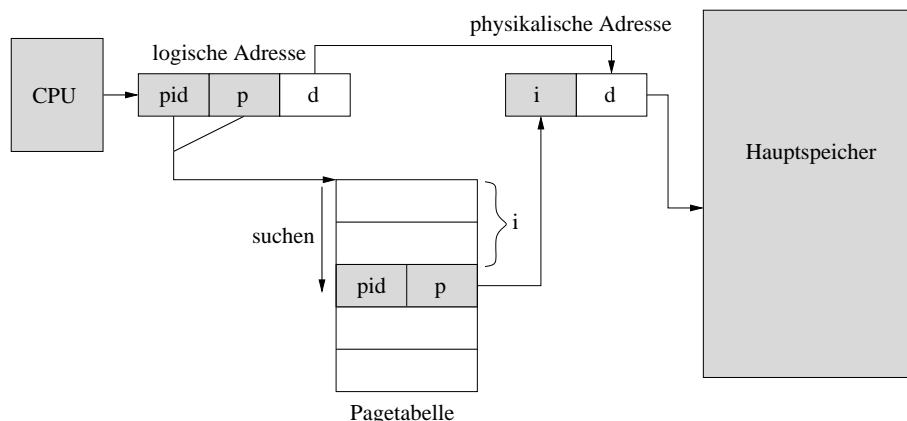 physikalische Adresse
logische Adresse
CPU
pid p d
i d
Hauptspeicher
suchen
i
pid p
Pagetabelle